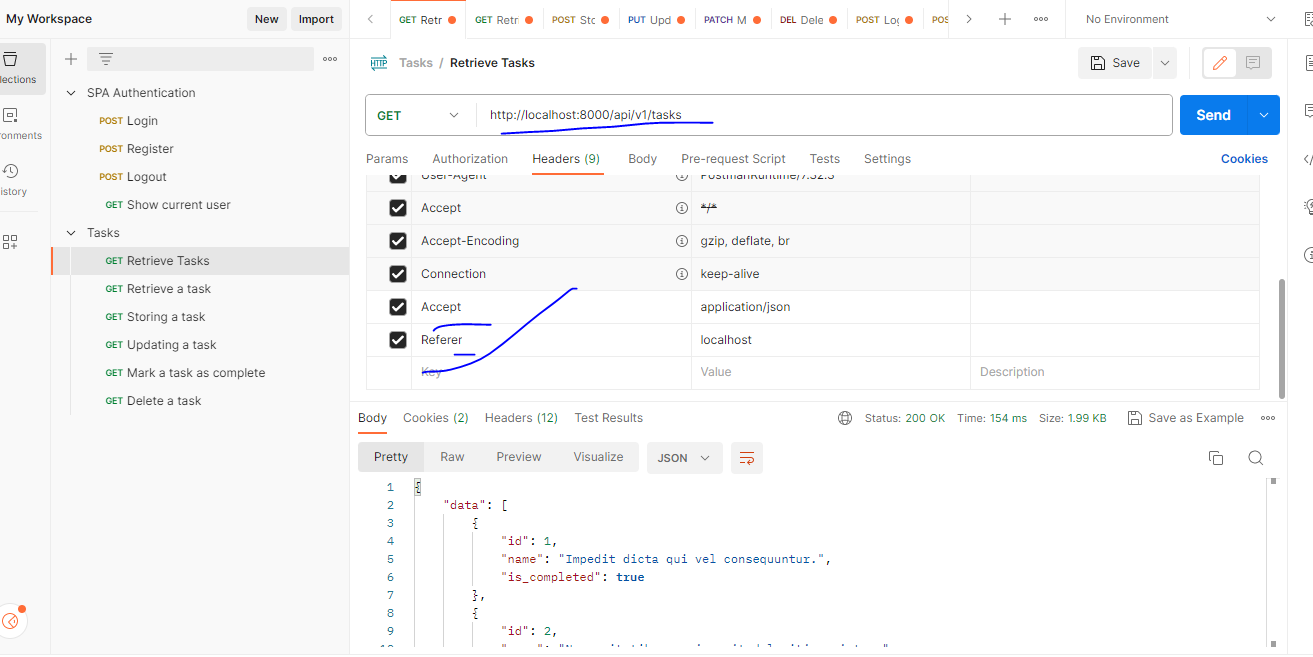 My Workspace
New
Import
GET Retr
GET Retri
POST Stc
PUT Upd
PATCH M
DEL Dele
POST Log
POS
No Environment
lections
ronments
istory
SPA Authentication
POST Login
POST Register
POST Logout
GET Show current user
Tasks
GET Retrieve Tasks
GET Retrieve a task
GET Storing a task
GET Updating a task
GET Mark a task as complete
GET Delete a task
HTTP Tasks / Retrieve Tasks
Save
GET http://localhost:8000/api/v1/tasks
Send
Params Authorization Headers (9) Body Pre-request Script Tests Settings
Cookies
User-Agent PostmanRuntime/7.32.3
Accept */*
Accept-Encoding gzip, deflate, br
Connection keep-alive
Accept application/json
Referer localhost
Key Value Description
Body Cookies (2) Headers (12) Test Results
Status: 200 OK Time: 154 ms Size: 1.99 KB
Save as Example
Pretty Raw Preview Visualize JSON
1 {
2 "data": [
3 {
4 "id": 1,
5 "name": "Impedit dicta qui vel consequuntur.",
6 "is_completed": true
7 },
8 {
9 "id": 2,